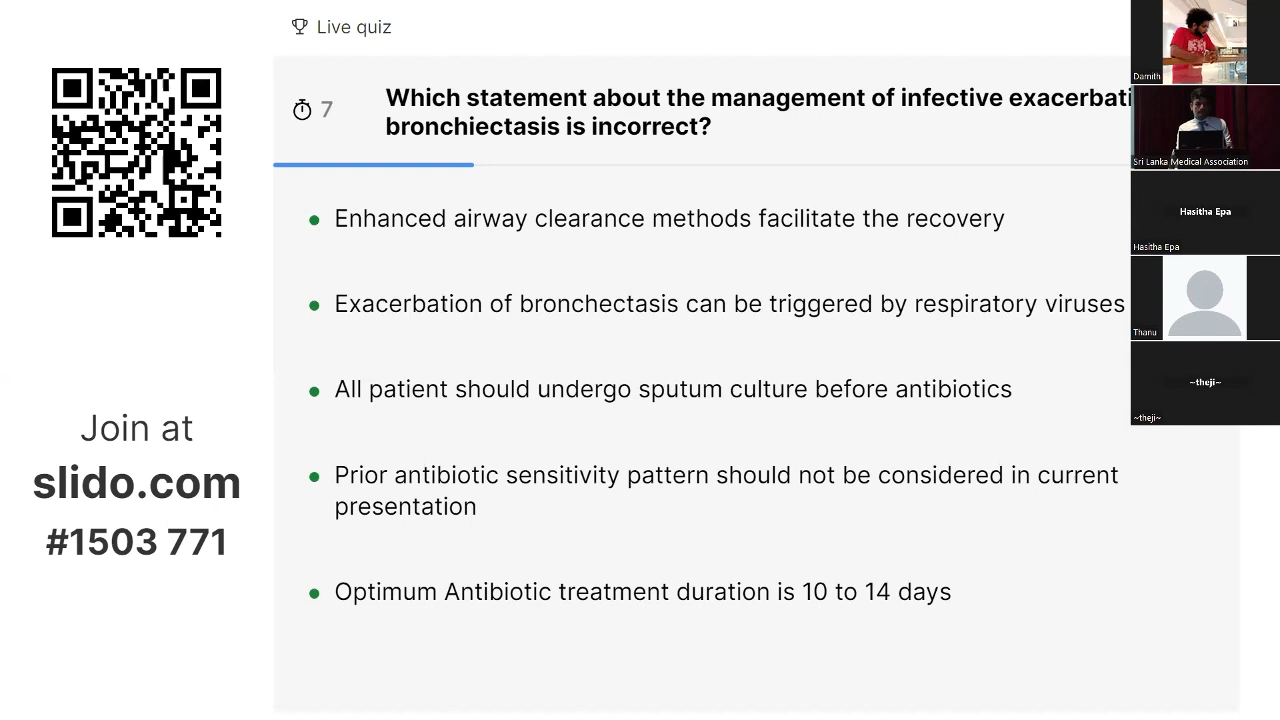 Live quiz
7
Which statement about the management of infective exacerbati
bronchiectasis is incorrect?
Enhanced airway clearance methods facilitate the recovery
Exacerbation of bronchectasis can be triggered by respiratory viruses
All patient should undergo sputum culture before antibiotics
Prior antibiotic sensitivity pattern should not be considered in current
presentation
Optimum Antibiotic treatment duration is 10 to 14 days
Join at
slido.com
#1503 771
Damith
Sri Lanka Medical Association
Hasitha Epa
Hasitha Epa
Thanu
~theji~
~theji~